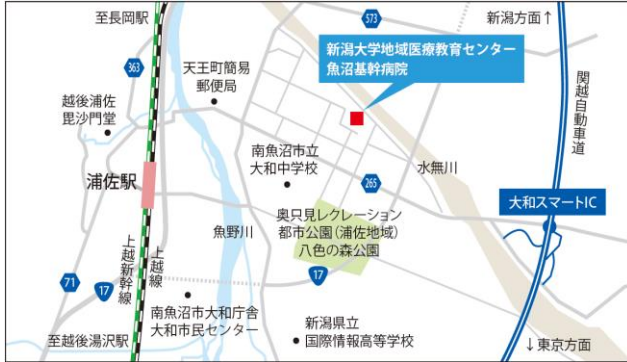 至長岡駅
573
新潟方面↑
新潟大学地域医療教育センター
魚沼基幹病院
363
天王町簡易
郵便局
関越自動車道
越後浦佐
毘沙門堂
南魚沼市立
大和中学校
水無川
浦佐駅
265
大和スマートIC
奥只見レクレーション
都市公園(浦佐地域)
八色の森公園
魚野川
上越新幹線
上越線
17
71
17
南魚沼市大和庁舎
大和市民センター
新潟県立
国際情報高等学校
至越後湯沢駅
↓東京方面